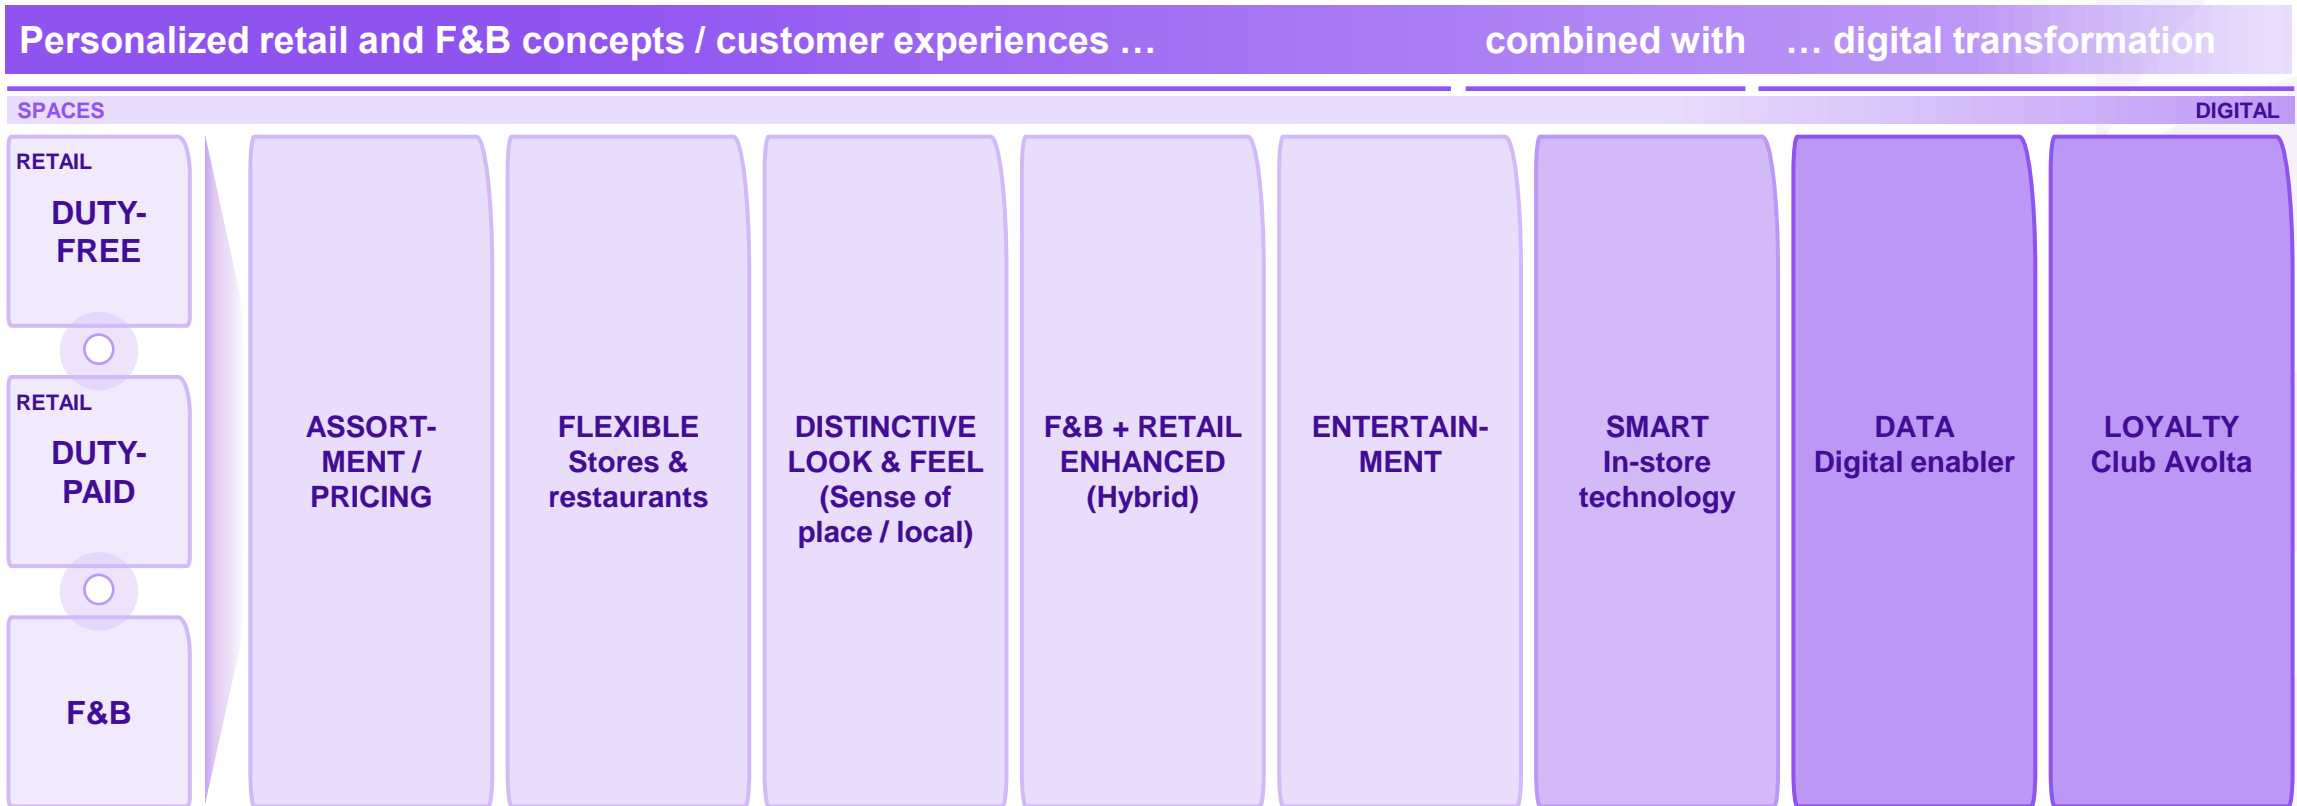 Personalized retail and F&B concepts / customer experiences … combined with … digital transformation
SPACES
DIGITAL
RETAIL
DUTY-
FREE
RETAIL
DUTY-
PAID
F&B
ASSORT-
MENT /
PRICING
FLEXIBLE
Stores &
restaurants
DISTINCTIVE
LOOK & FEEL
(Sense of
place / local)
F&B + RETAIL
ENHANCED
(Hybrid)
ENTERTAIN-
MENT
SMART
In-store
technology
DATA
Digital enabler
LOYALTY
Club Avolta